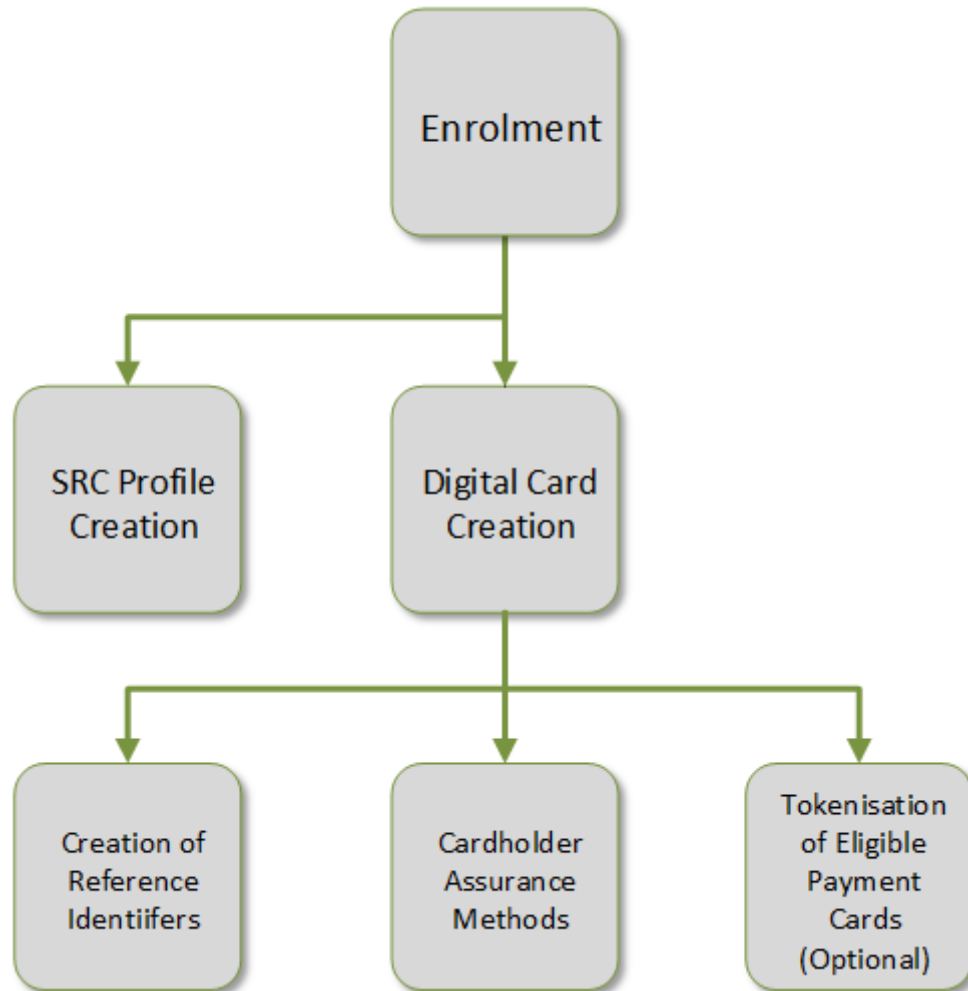 Enrolment
SRC Profile
Creation
Digital Card
Creation
Creation of
Reference
Identiifers
Cardholder
Assurance
Methods
Tokenisation
of Eligible
Payment
Cards
(Optional)